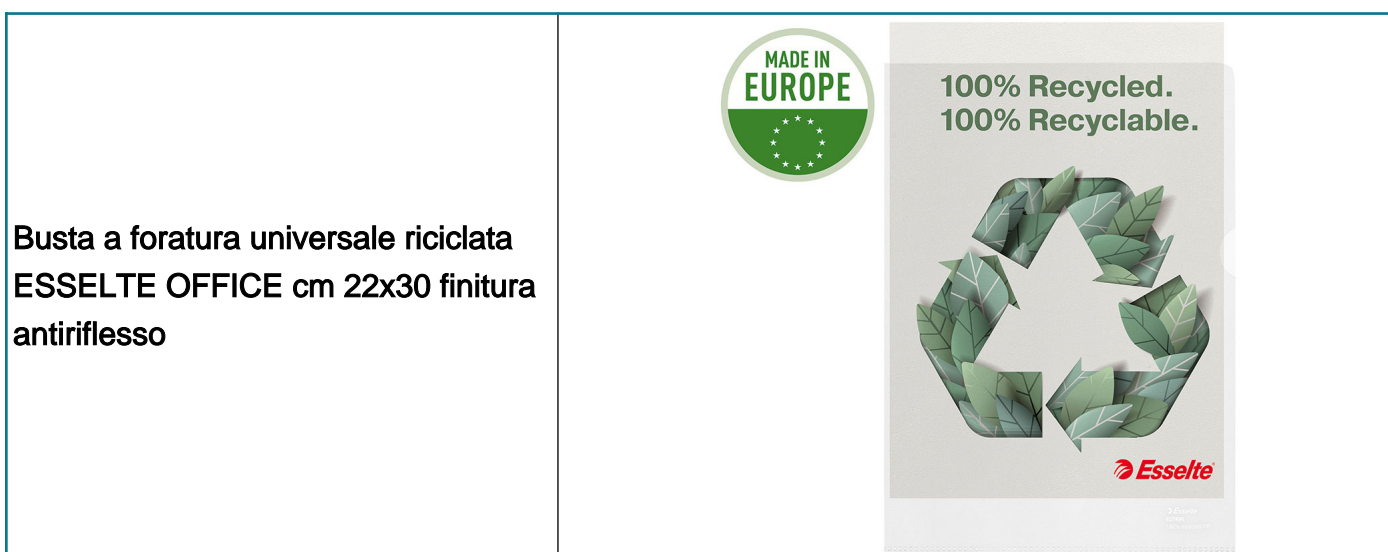 Busta a foratura universale riciclata
ESSELTE OFFICE cm 22x30 finitura
antiriflesso
MADE IN
EUROPE
100% Recycled.
100% Recyclable.
Esselte